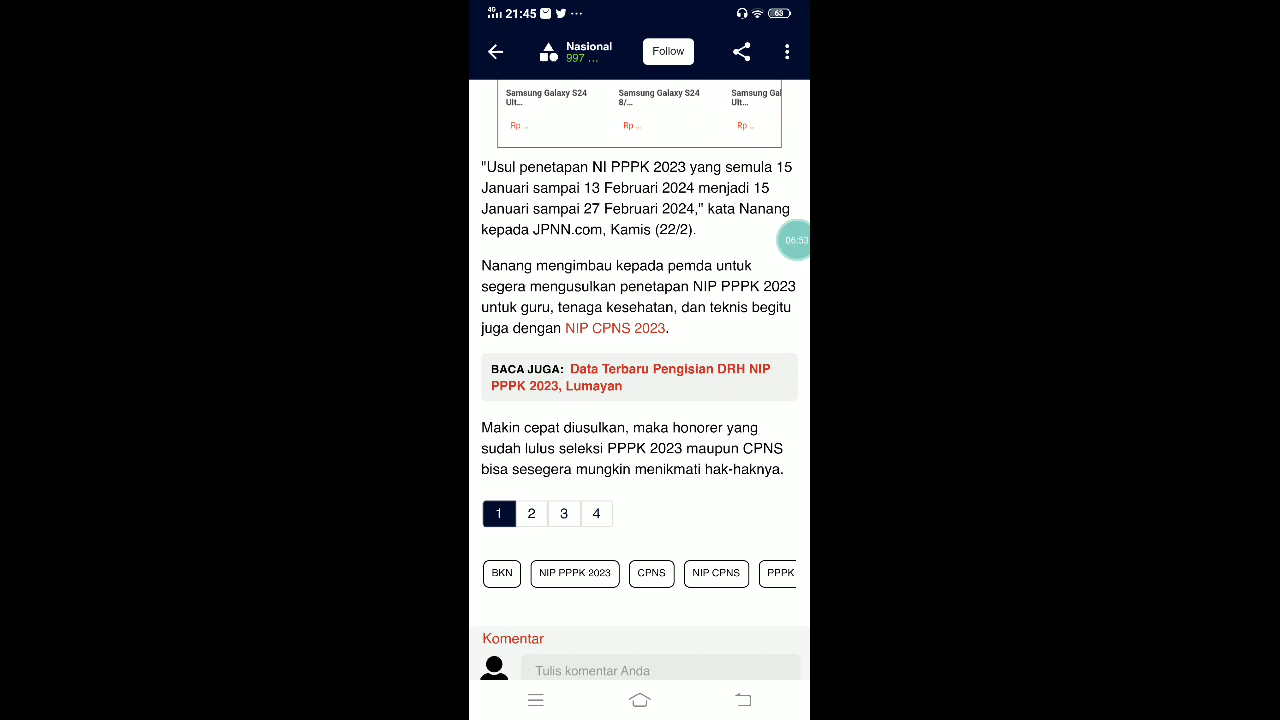 4G 21:45 ... 63
Nasional
997 ...
Follow
Samsung Galaxy S24 Samsung Galaxy S24 Samsung Gal
Ult... 8/... Ult...
Rp ... Rp ... Rp ...
"Usul penetapan NI PPPK 2023 yang semula 15
Januari sampai 13 Februari 2024 menjadi 15
Januari sampai 27 Februari 2024," kata Nanang
kepada JPNN.com, Kamis (22/2).
06:53
Nanang mengimbau kepada pemda untuk
segera mengusulkan penetapan NIP PPPK 2023
untuk guru, tenaga kesehatan, dan teknis begitu
juga dengan NIP CPNS 2023.
BACA JUGA: Data Terbaru Pengisian DRH NIP
PPPK 2023, Lumayan
Makin cepat diusulkan, maka honorer yang
sudah lulus seleksi PPPK 2023 maupun CPNS
bisa sesegera mungkin menikmati hak-haknya.
1 2 3 4
BKN NIP PPPK 2023 CPNS NIP CPNS PPPK
Komentar
Tulis komentar Anda